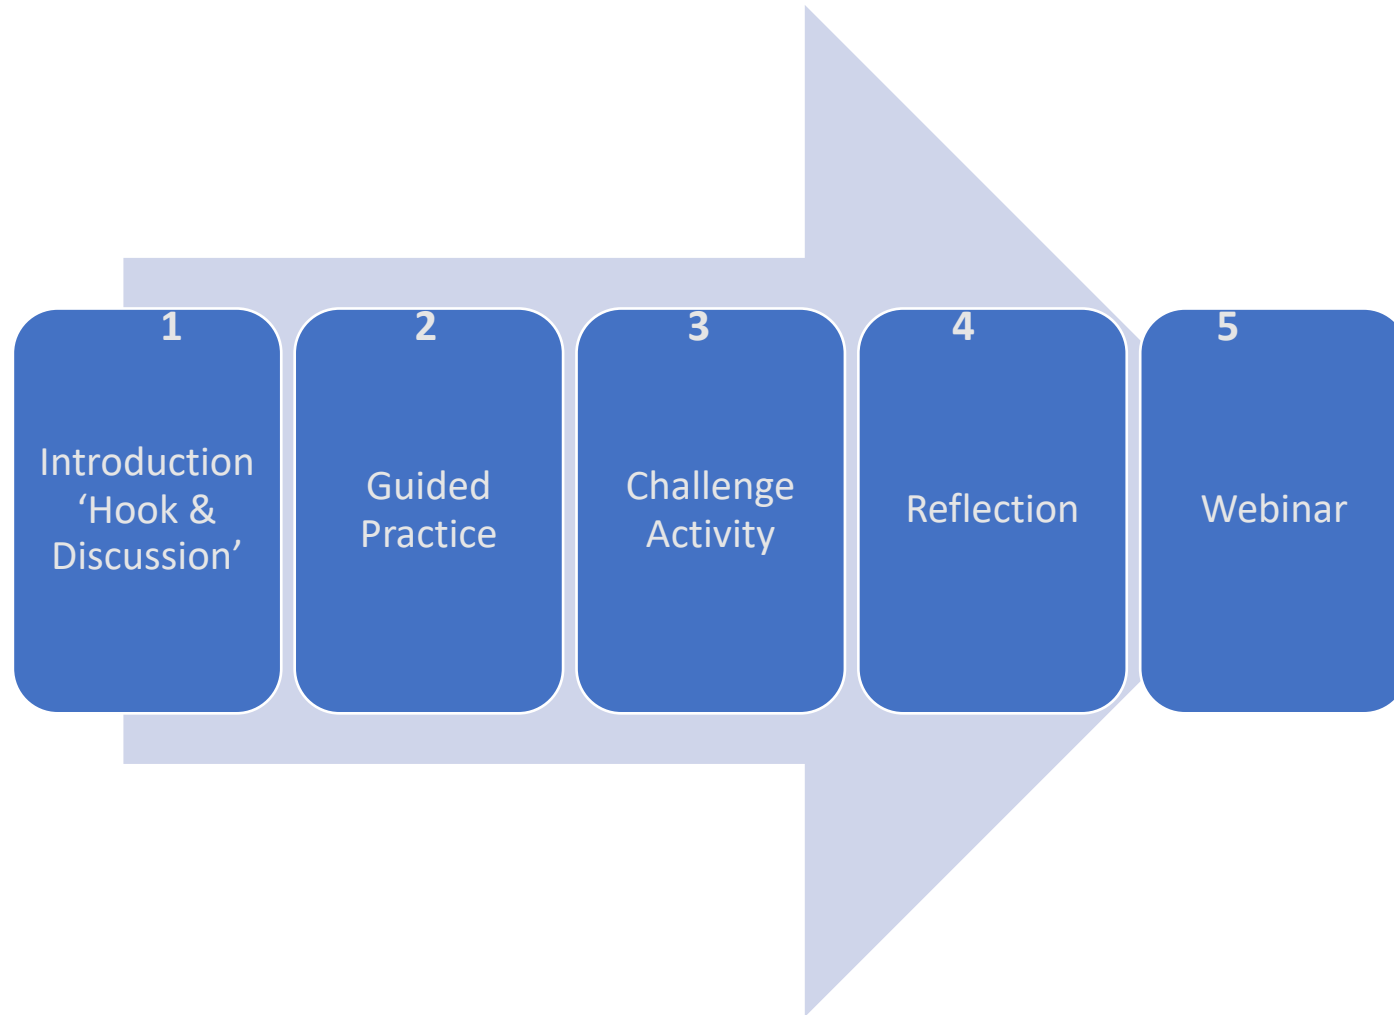 1
Introduction
‘Hook &
Discussion’
2
Guided
Practice
3
Challenge
Activity
4
Reflection
5
Webinar